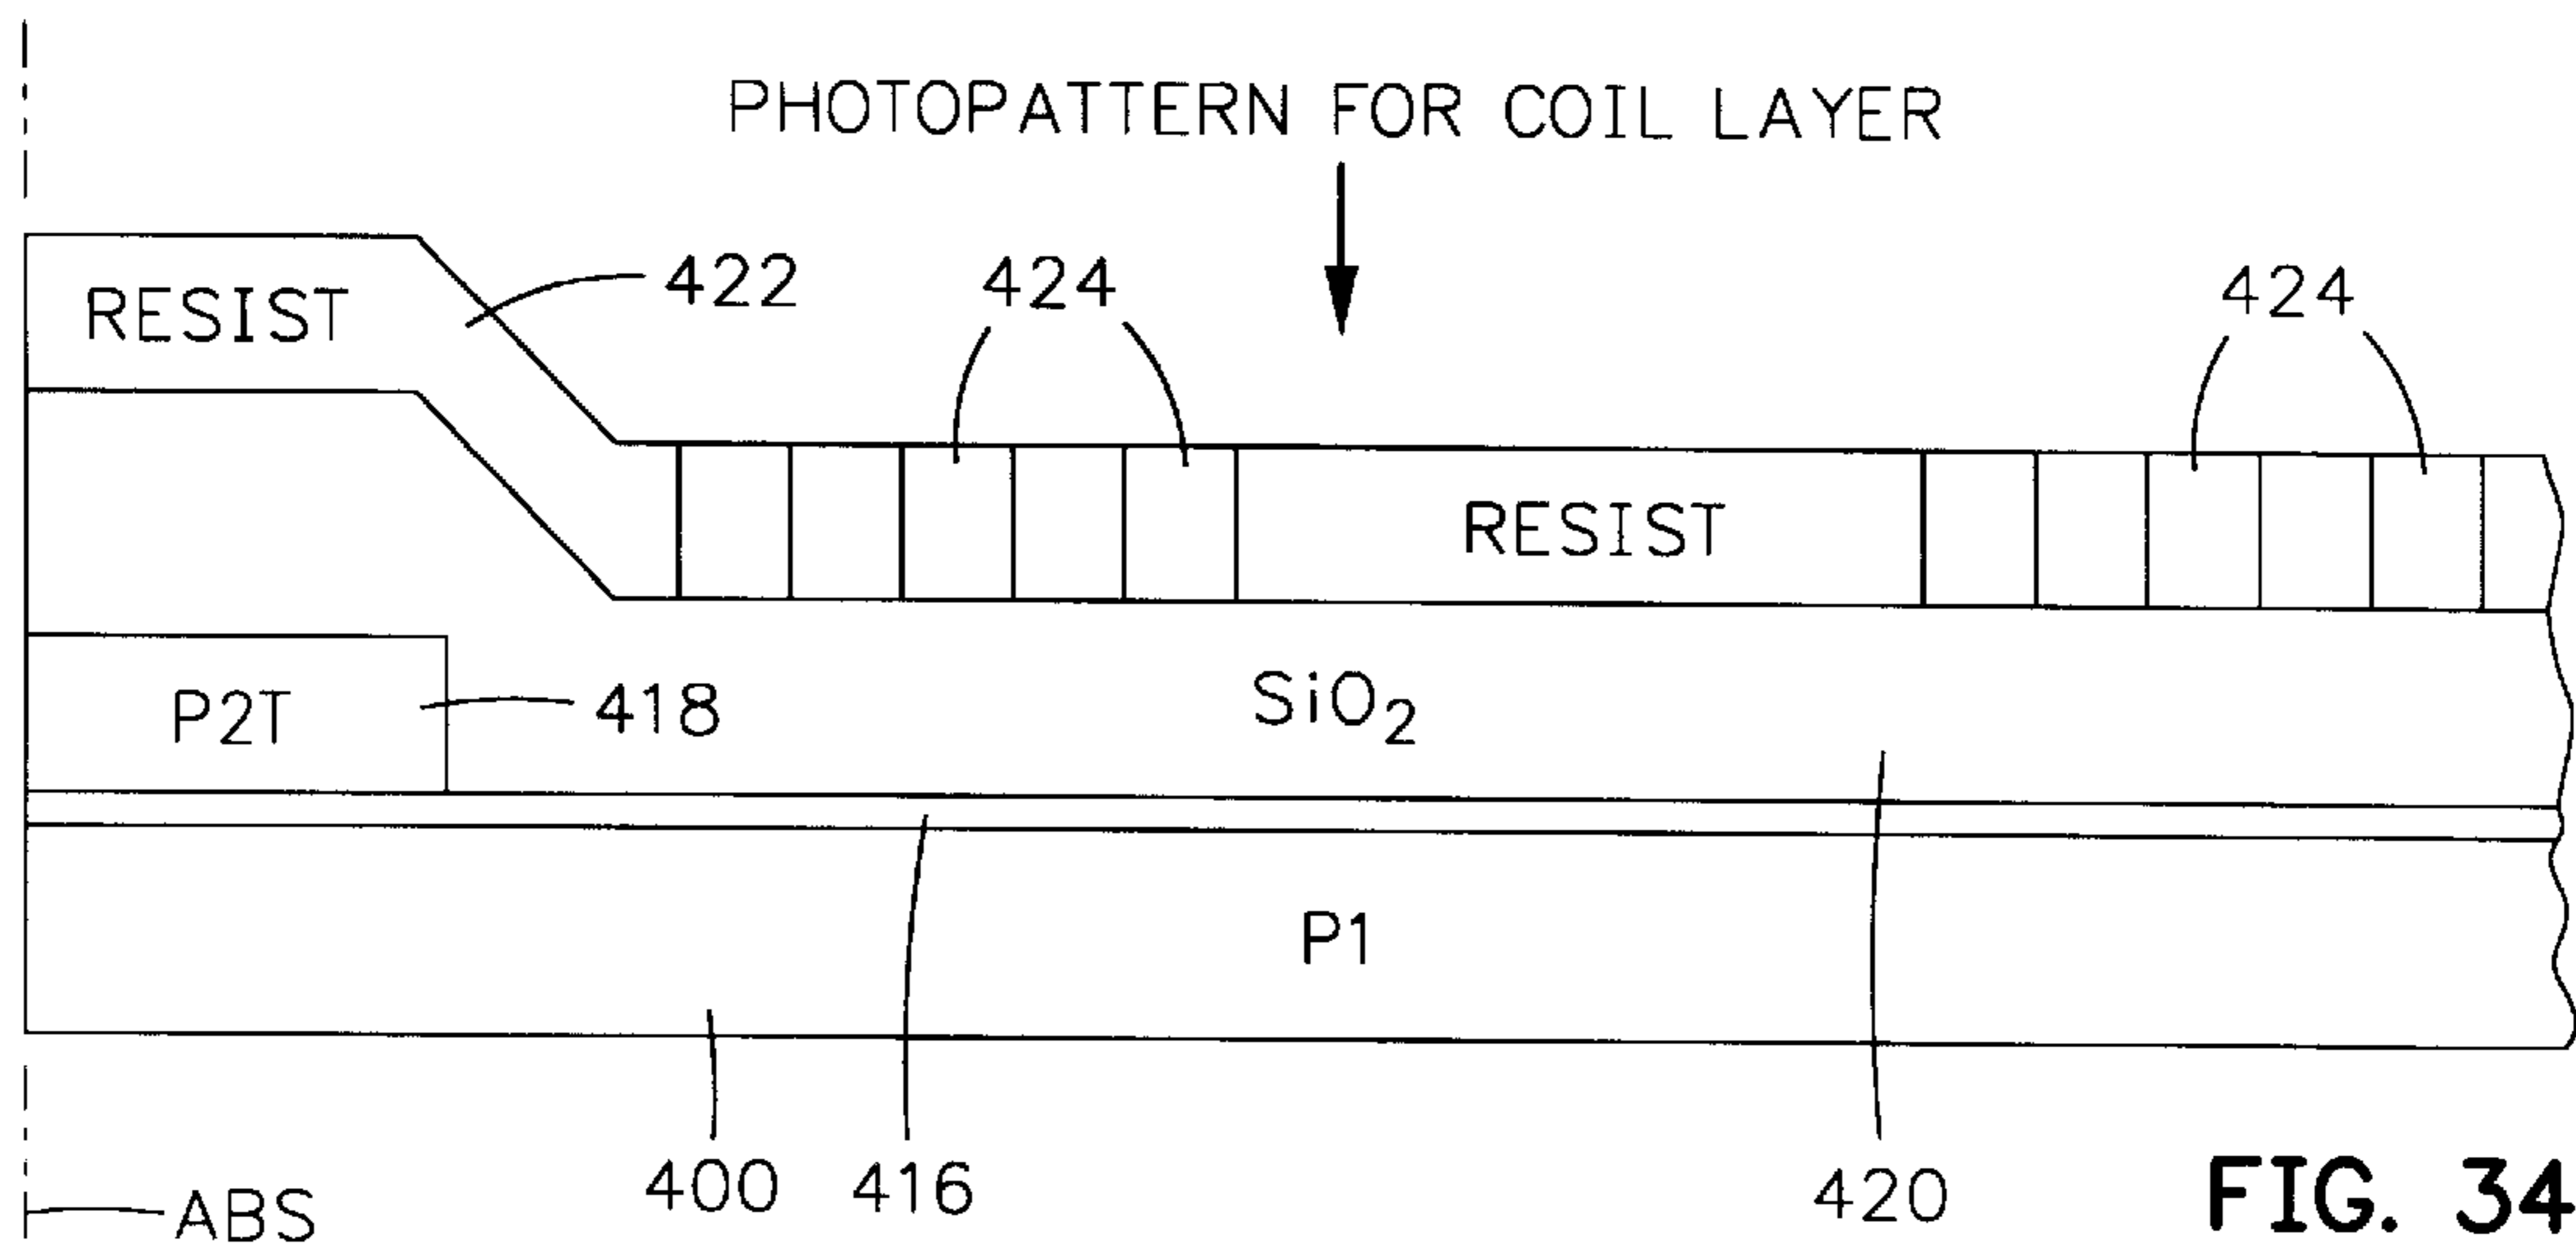 PHOTOPATTERN FOR COIL LAYER
RESIST
422
424
424
RESIST
P2T
418
SiO₂
P1
400
416
420
ABS
FIG. 34